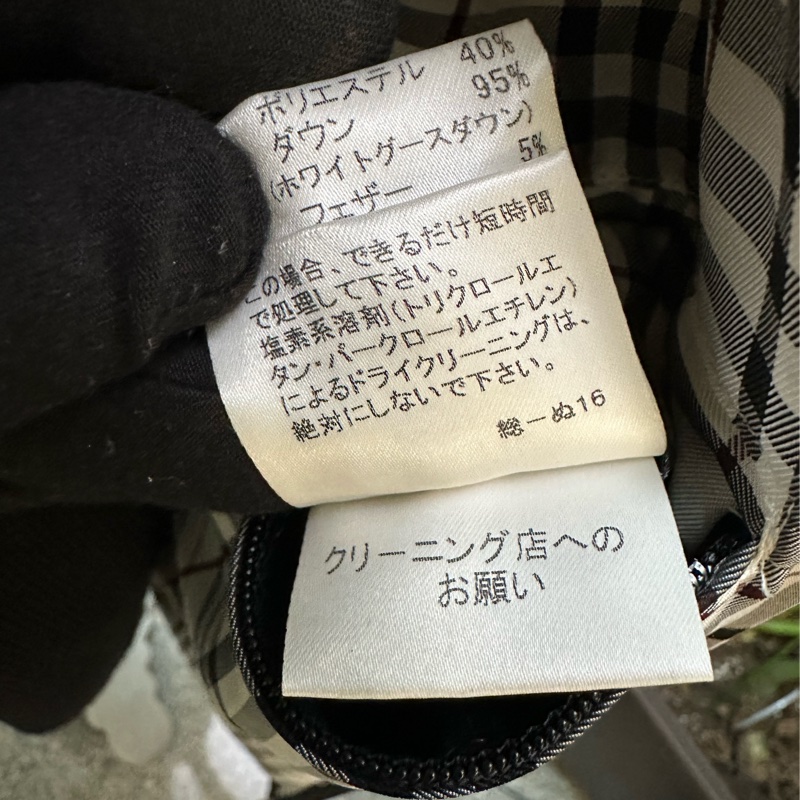 ポリエステル 40%
ダウン 95%
(ホワイトグースダウン)
フェザー 5%
この場合、できるだけ短時間
で処理して下さい。
塩素系溶剤(トリクロールエ
タン・パークロールエチレン)
によるドライクリーニングは、
絶対にしないで下さい。
総一ぬ16
クリーニング店への
お願い